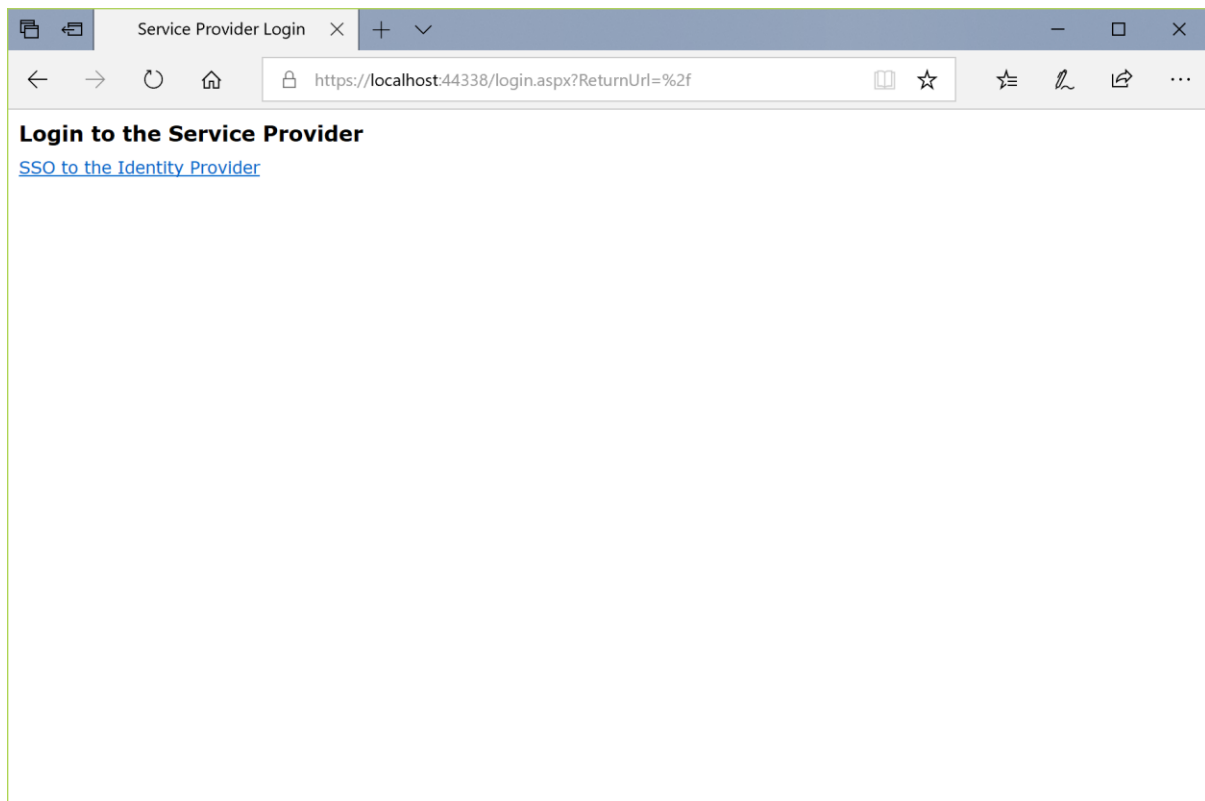 Service Provider Login
https://localhost:44338/login.aspx?ReturnUrl=%2f
Login to the Service Provider
SSO to the Identity Provider